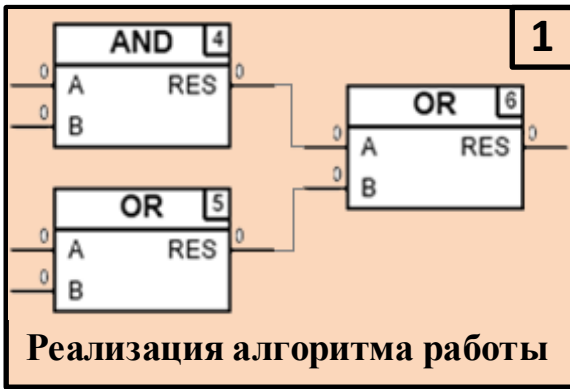 1
AND 4
0 A RES 0
0 B
OR 6
0 A RES 0
0 B
OR 5
0 A RES 0
0 B
Реализация алгоритма работы